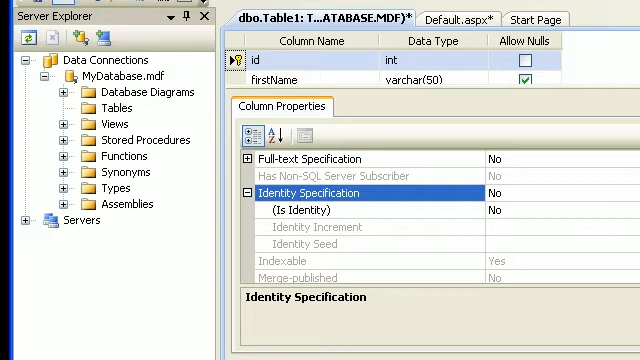 Server Explorer
Data Connections
MyDatabase.mdf
Database Diagrams
Tables
Views
Stored Procedures
Functions
Synonyms
Types
Assemblies
Servers
dbo.Table1: T...ATABASE.MDF)* Default.aspx* Start Page
Column Name Data Type Allow Nulls
id int
firstName varchar(50)
Column Properties
Full-text Specification No
Has Non-SQL Server Subscriber No
Identity Specification No
(Is Identity) No
Identity Increment
Identity Seed
Indexable Yes
Merge-published No
Identity Specification